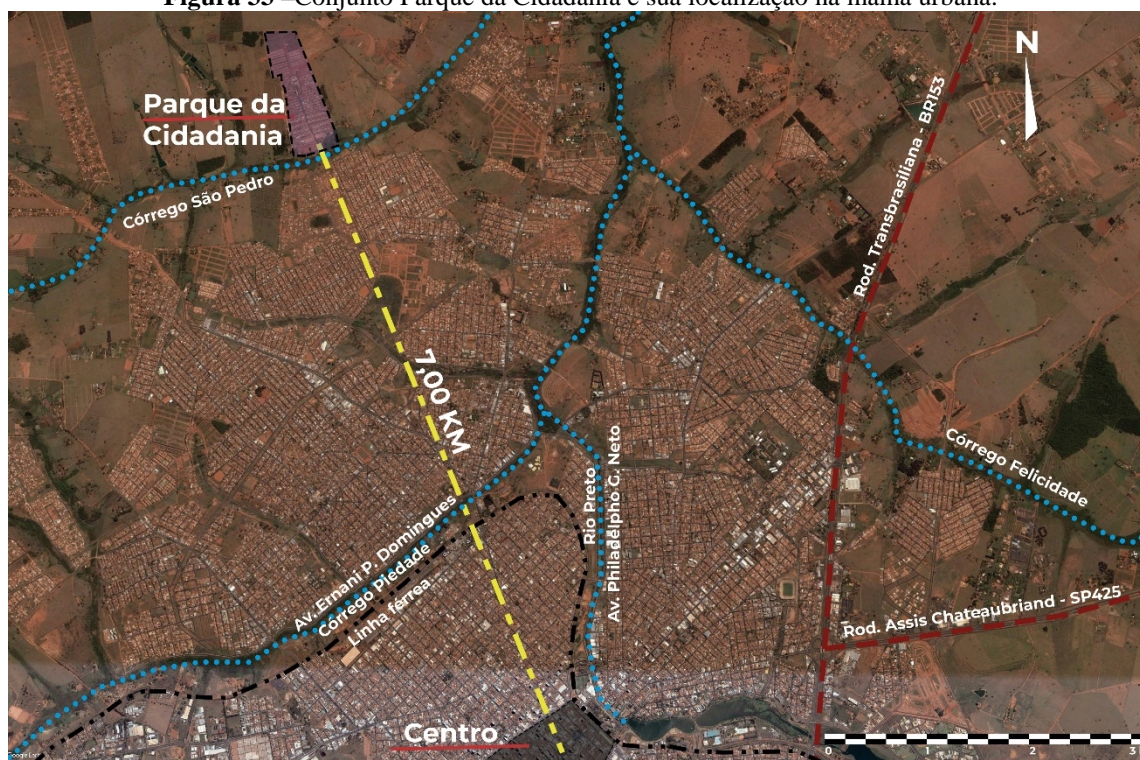 Figura 33 –Conjunto Parque da Cidadania e sua localização na malha urbana.
N
Parque da
Cidadania
Córrego São Pedro
Rod. Transbrasiliana - BR153
7,00 KM
Córrego Felicidade
Av. Ernani P. Domingues
Córrego Piedade
Linha férrea
Rio Preto
Av. Philadelpho G. Neto
Rod. Assis Chateaubriand - SP425
Centro
0 1 2 3